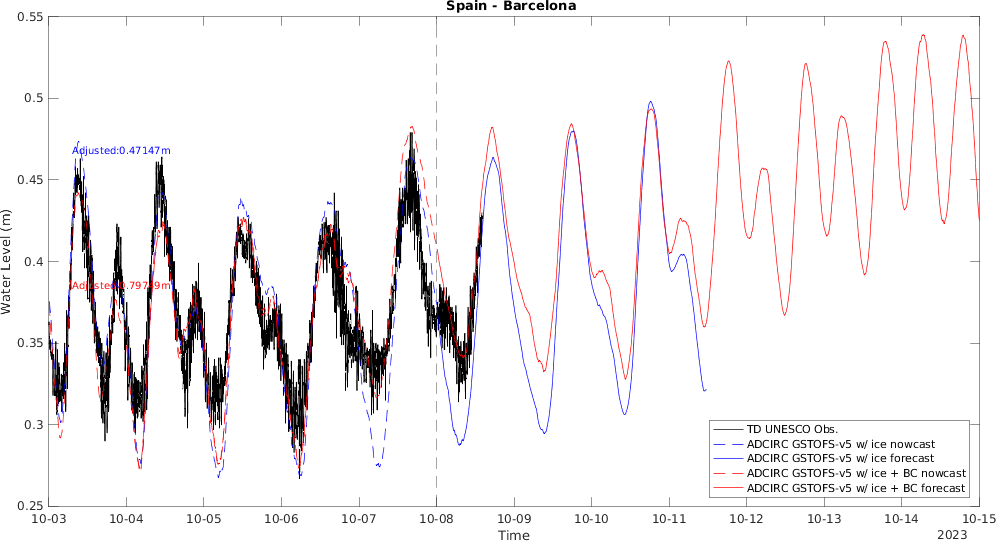 Spain - Barcelona
0.55
0.5
0.45
0.4
0.35
0.3
0.25
Water Level (m)
Adjusted:0.47147m
Adjusted:0.79749m
TD UNESCO Obs.
ADCIRC GSTOFS-v5 w/ ice nowcast
ADCIRC GSTOFS-v5 w/ ice forecast
ADCIRC GSTOFS-v5 w/ ice + BC nowcast
ADCIRC GSTOFS-v5 w/ ice + BC forecast
10-03 10-04 10-05 10-06 10-07 10-08 10-09 10-10 10-11 10-12 10-13 10-14 10-15
Time
2023